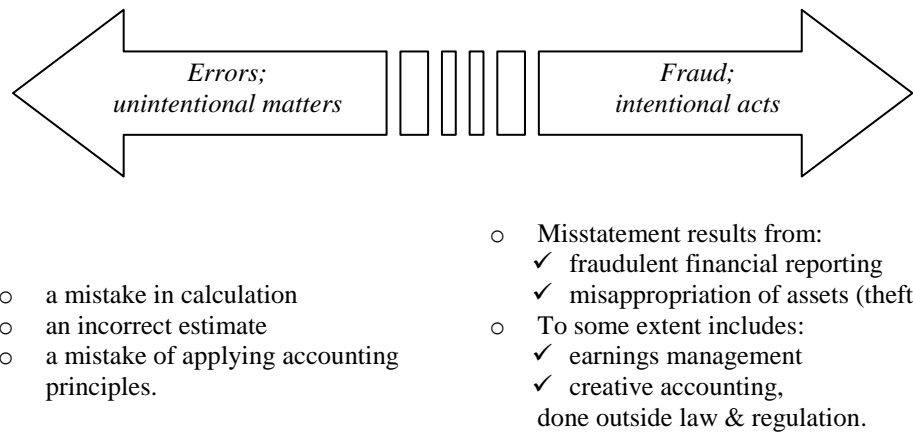 Errors;
unintentional matters
Fraud;
intentional acts
o a mistake in calculation
o an incorrect estimate
o a mistake of applying accounting
principles.
o Misstatement results from:
✓ fraudulent financial reporting
✓ misappropriation of assets (theft
o To some extent includes:
✓ earnings management
✓ creative accounting,
done outside law & regulation.